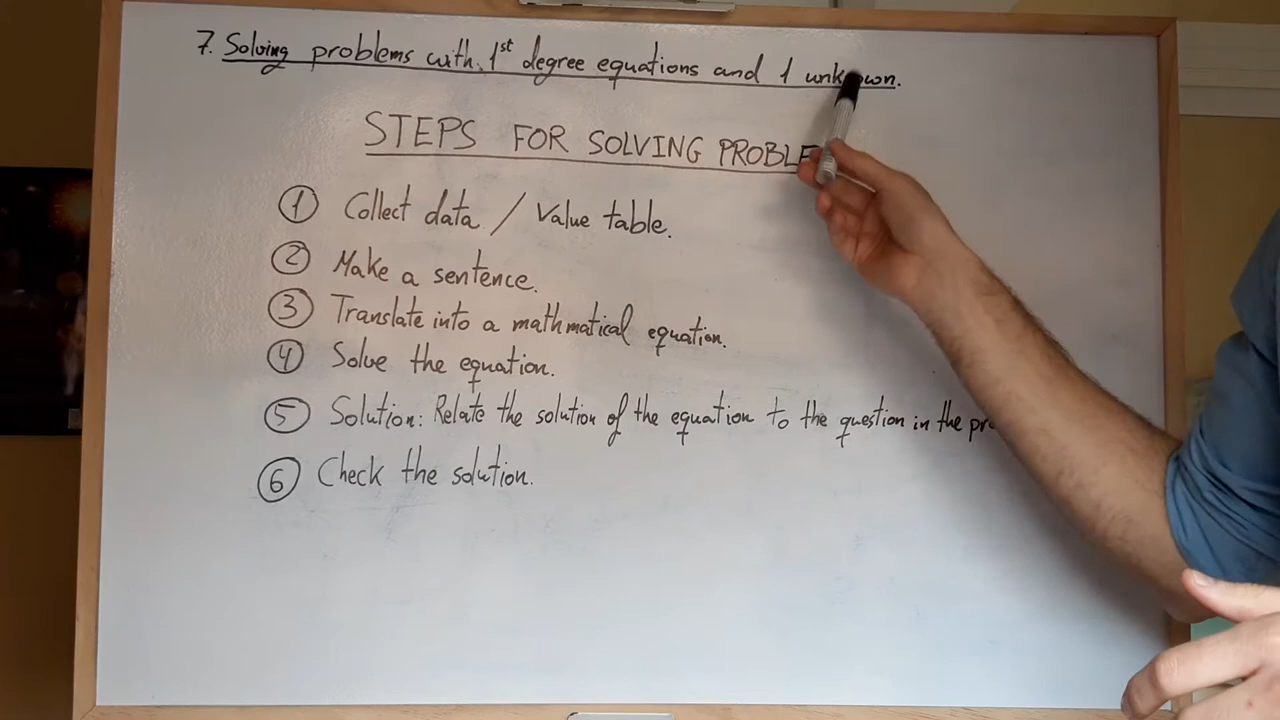 7. Solving problems with 1st degree equations and 1 unknown.
STEPS FOR SOLVING
1 Collect data / Value table.
2 Make a sentence.
3 Translate into a mathmatical equation.
4 Solve the equation.
5 Solution: Relate the solution of the equation to the question in the
6 Check the solution.